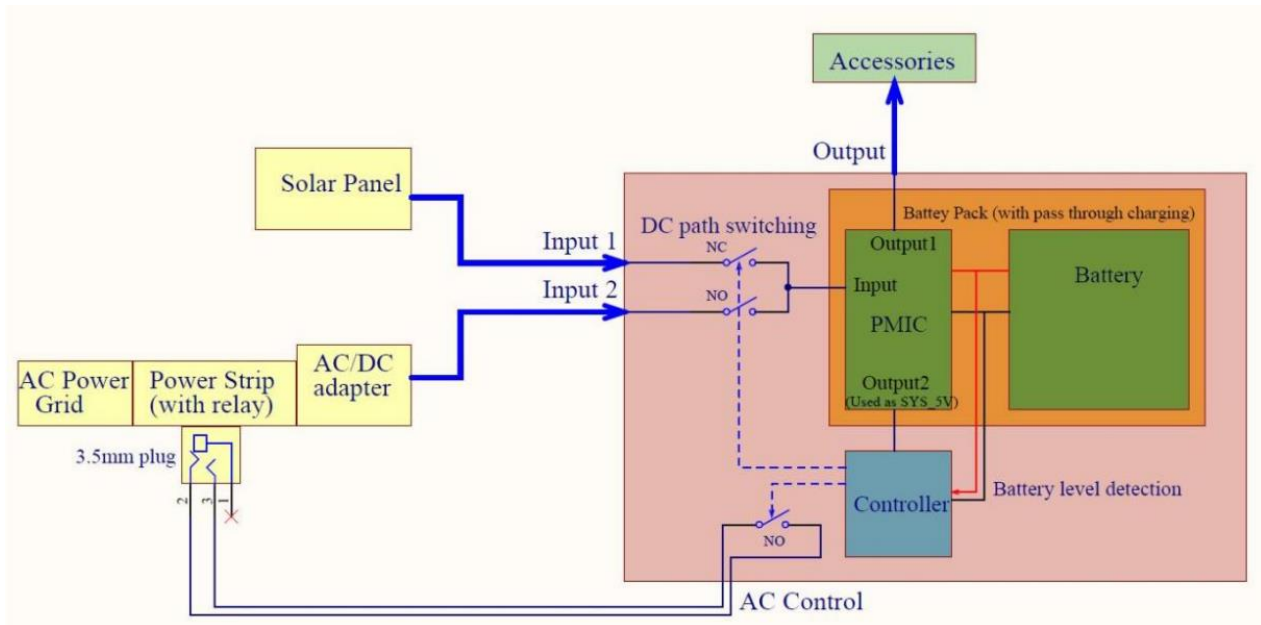 Accessories
Output
Solar Panel
Battey Pack (with pass through charging)
DC path switching
Input 1
NC
Output1
Battery
Input 2
NO
Input
PMIC
AC Power
Grid
Power Strip
(with relay)
AC/DC
adapter
Output2
(Used as SYS_5V)
3.5mm plug
2
3
1
Controller
Battery level detection
NO
AC Control